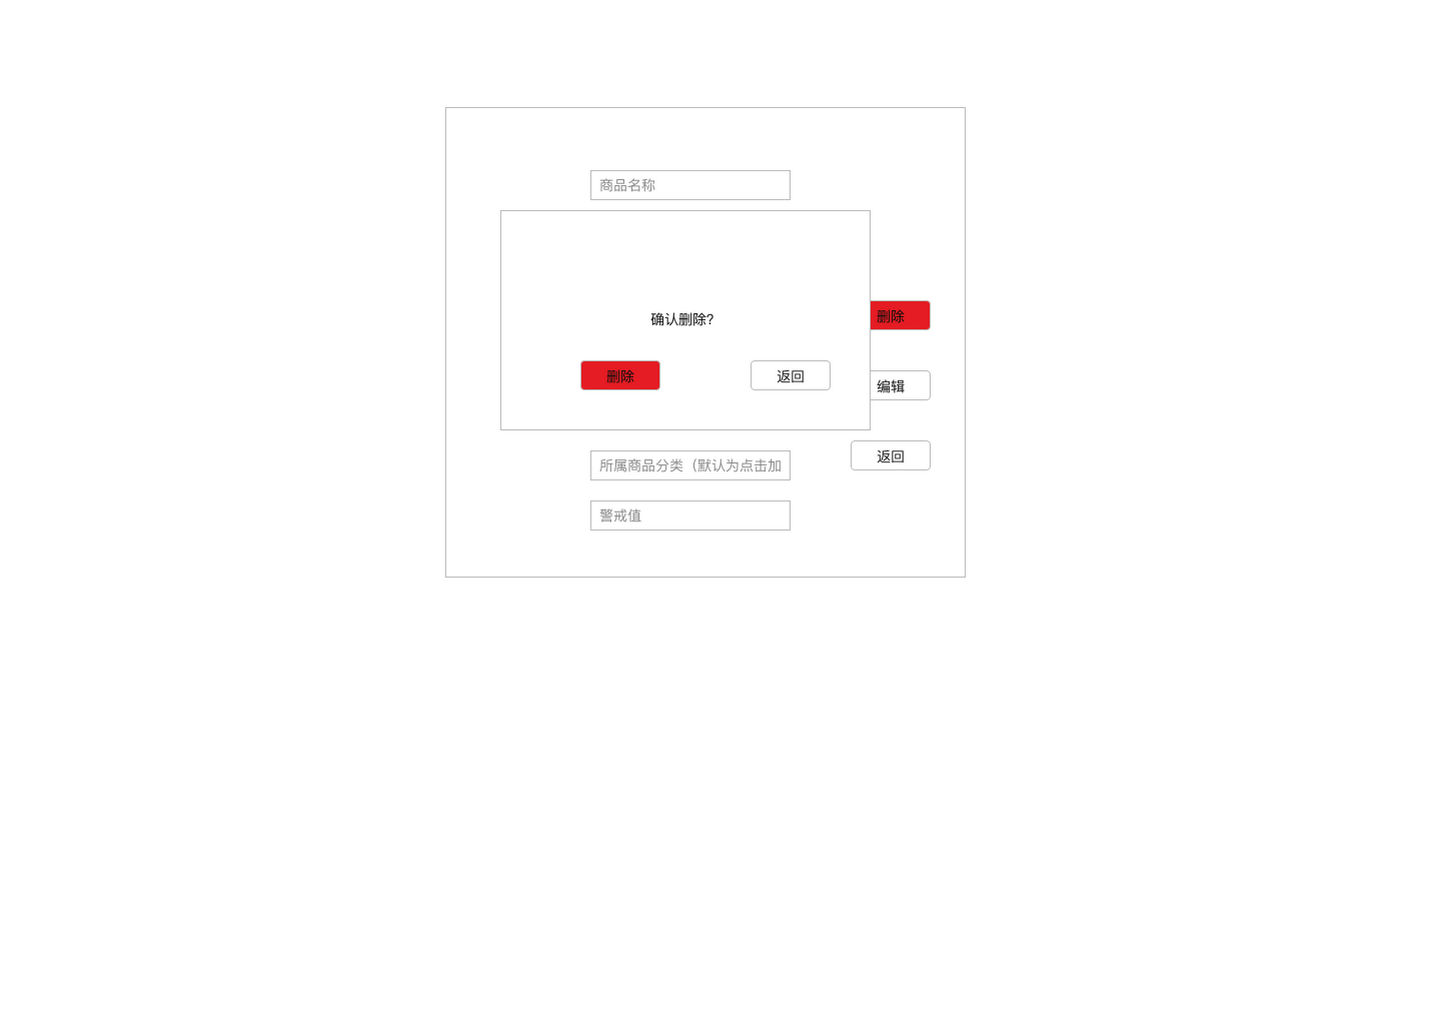 商品名称
确认删除?
删除
返回
删除
编辑
返回
所属商品分类（默认为点击加
警戒值